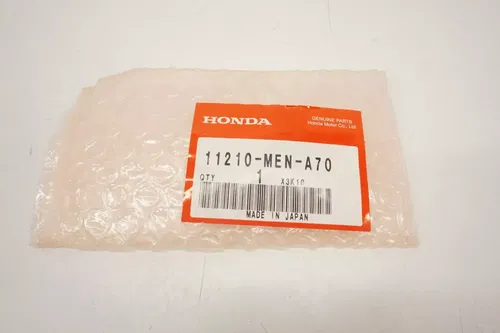 HONDA
GENUINE PARTS
Honda Motor Co., Ltd.
11210-MEN-A70
QTY 1 X3K10
MADE IN JAPAN